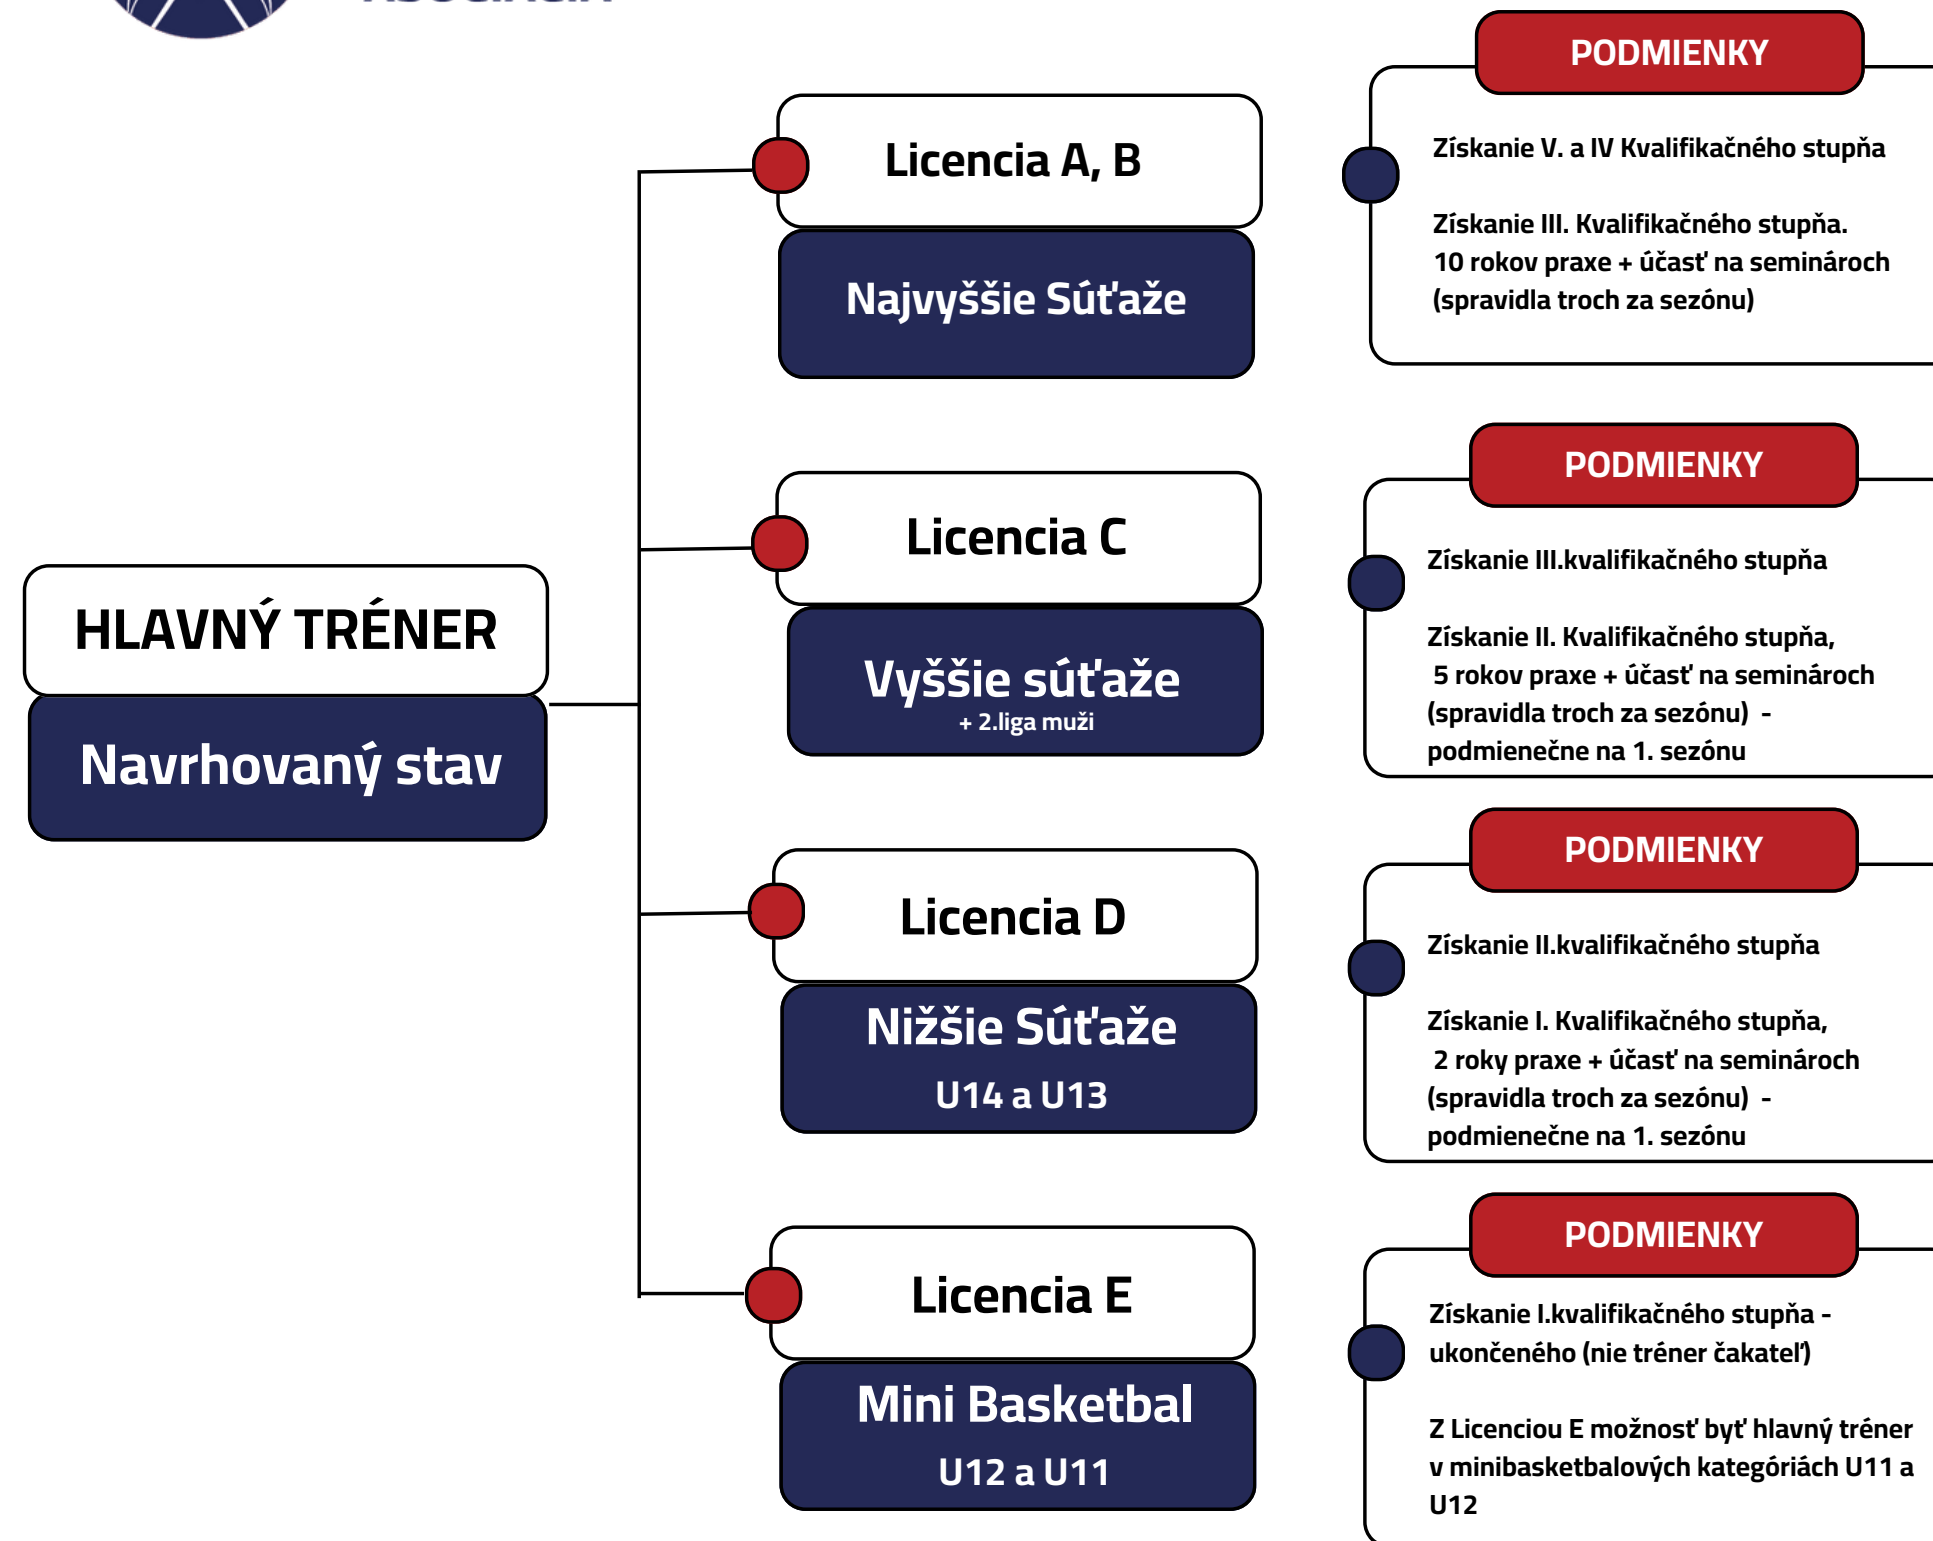 HLAVNÝ TRÉNER
Navrhovaný stav
Licencia A, B
Najvyššie Súťaže
PODMIENKY
Získanie V. a IV Kvalifikačného stupňa
Získanie III. Kvalifikačného stupňa.
10 rokov praxe + účasť na seminároch
(spravidla troch za sezónu)
Licencia C
Vyššie súťaže
+ 2.liga muži
PODMIENKY
Získanie III.kvalifikačného stupňa
Získanie II. Kvalifikačného stupňa,
5 rokov praxe + účasť na seminároch
(spravidla troch za sezónu) -
podmienečne na 1. sezónu
Licencia D
Nižšie Súťaže
U14 a U13
PODMIENKY
Získanie II.kvalifikačného stupňa
Získanie I. Kvalifikačného stupňa,
2 roky praxe + účasť na seminároch
(spravidla troch za sezónu) -
podmienečne na 1. sezónu
Licencia E
Mini Basketbal
U12 a U11
PODMIENKY
Získanie I.kvalifikačného stupňa -
ukončeného (nie tréner čakateľ)
Z Licenciou E možnosť byť hlavný tréner
v minibasketbalových kategóriách U11 a
U12